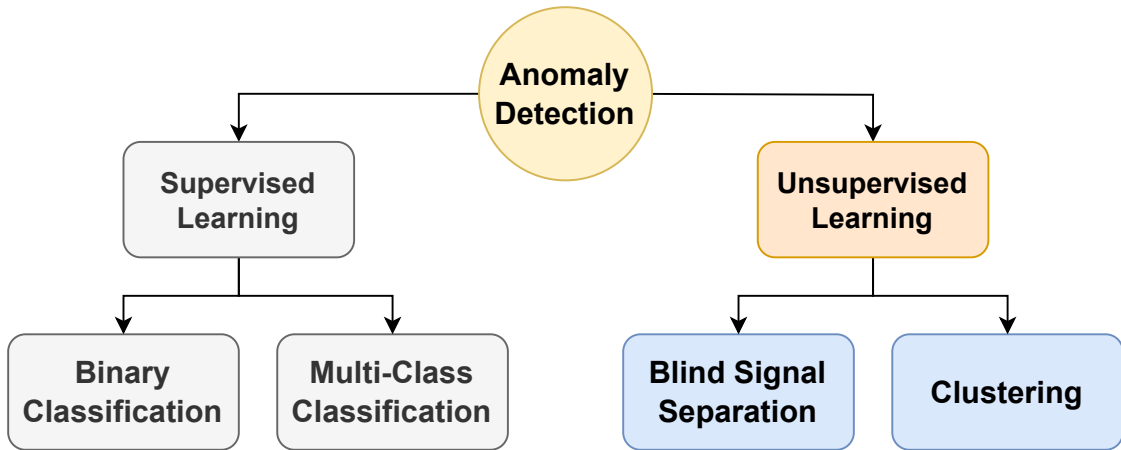 Anomaly
Detection
Supervised
Learning
Unsupervised
Learning
Binary
Classification
Multi-Class
Classification
Blind Signal
Separation
Clustering